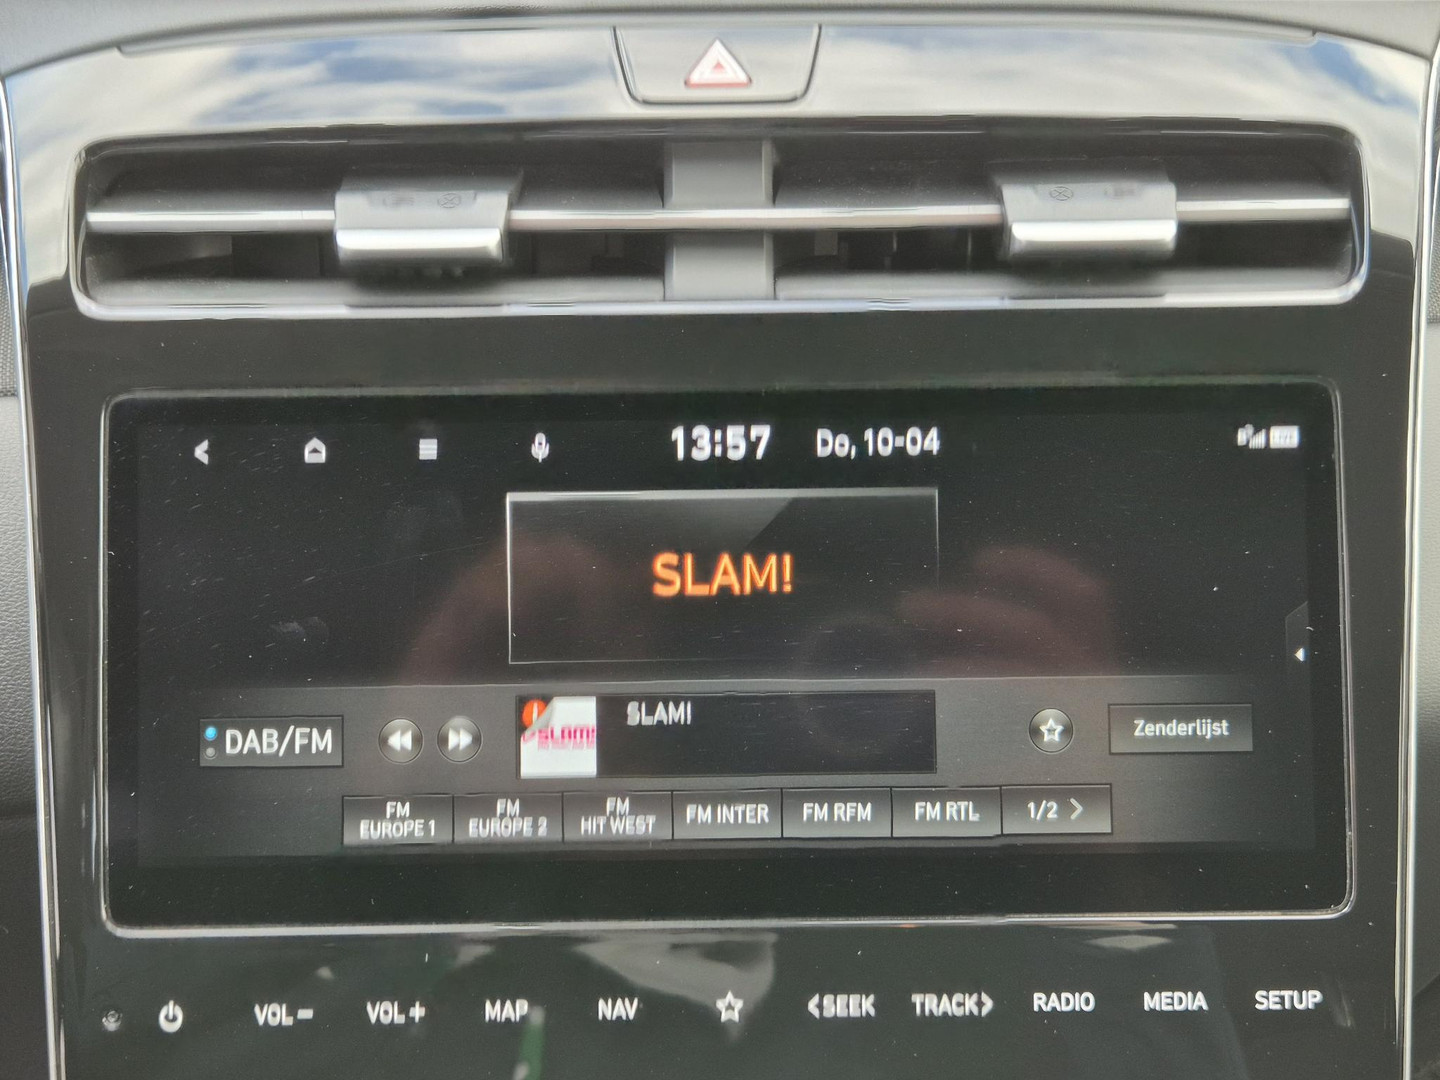 13:57 Do, 10-04
SLAM!
SLAM!
SLAM!
DAB/FM
Zenderlijst
FM EUROPE 1
FM EUROPE 2
FM HIT WEST
FM INTER
FM RFM
FM RTL
1/2 >
VOL−
VOL+
MAP
NAV
<SEEK
TRACK>
RADIO
MEDIA
SETUP